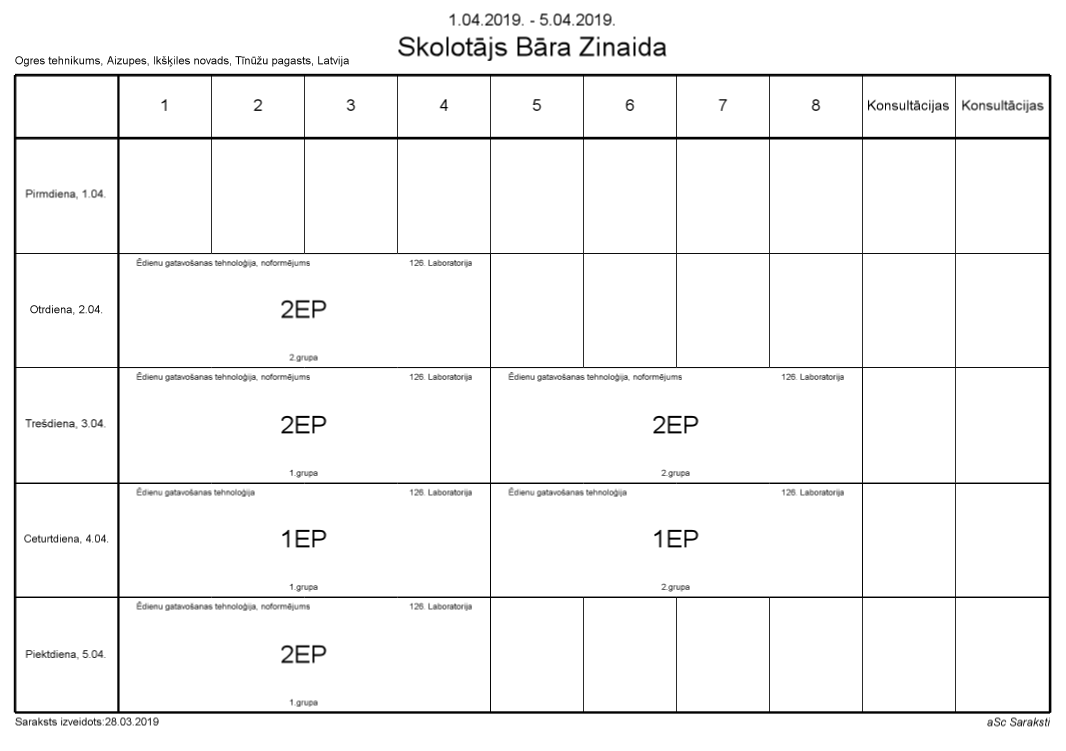 1.04.2019. - 5.04.2019.
Skolotājs Bāra Zinaida
Ogres tehnikums, Aizupes, Ikšķiles novads, Tīnūžu pagasts, Latvija
1 2 3 4 5 6 7 8 Konsultācijas Konsultācijas
Pirmdiena, 1.04.
Ēdienu gatavošanas tehnoloģija, noformējums 126. Laboratorija
Otrdiena, 2.04. 2EP
2.grupa
Ēdienu gatavošanas tehnoloģija, noformējums 126. Laboratorija Ēdienu gatavošanas tehnoloģija, noformējums 126. Laboratorija
Trešdiena, 3.04. 2EP 2EP
1.grupa 2.grupa
Ēdienu gatavošanas tehnoloģija 126. Laboratorija Ēdienu gatavošanas tehnoloģija 126. Laboratorija
Ceturtdiena, 4.04. 1EP 1EP
1.grupa 2.grupa
Ēdienu gatavošanas tehnoloģija, noformējums 126. Laboratorija
Piektdiena, 5.04. 2EP
1.grupa
Saraksts izveidots:28.03.2019 aSc Saraksti